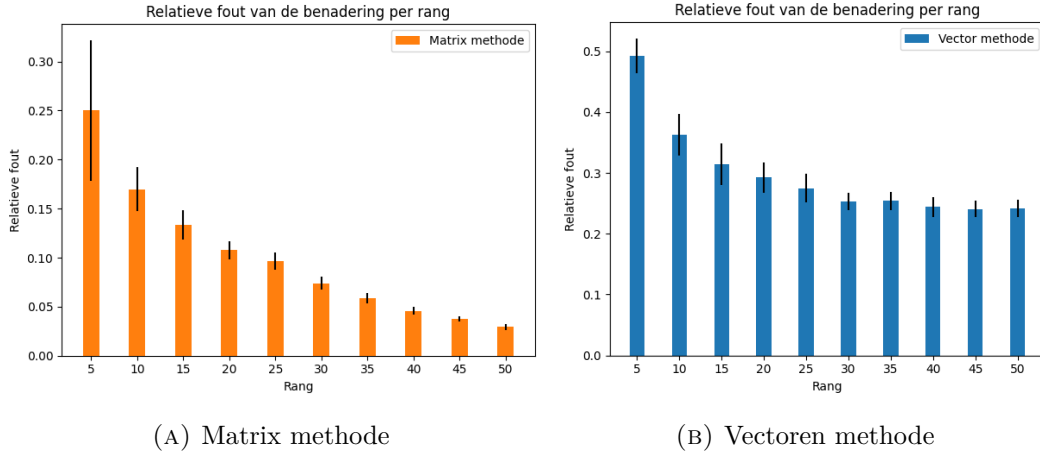 Relatieve fout van de benadering per rang
Matrix methode
Relatieve fout
0.30
0.25
0.20
0.15
0.10
0.05
0.00
5 10 15 20 25 30 35 40 45 50
Rang
(A) Matrix methode
Relatieve fout van de benadering per rang
Vector methode
Relatieve fout
0.5
0.4
0.3
0.2
0.1
0.0
5 10 15 20 25 30 35 40 45 50
Rang
(B) Vectoren methode